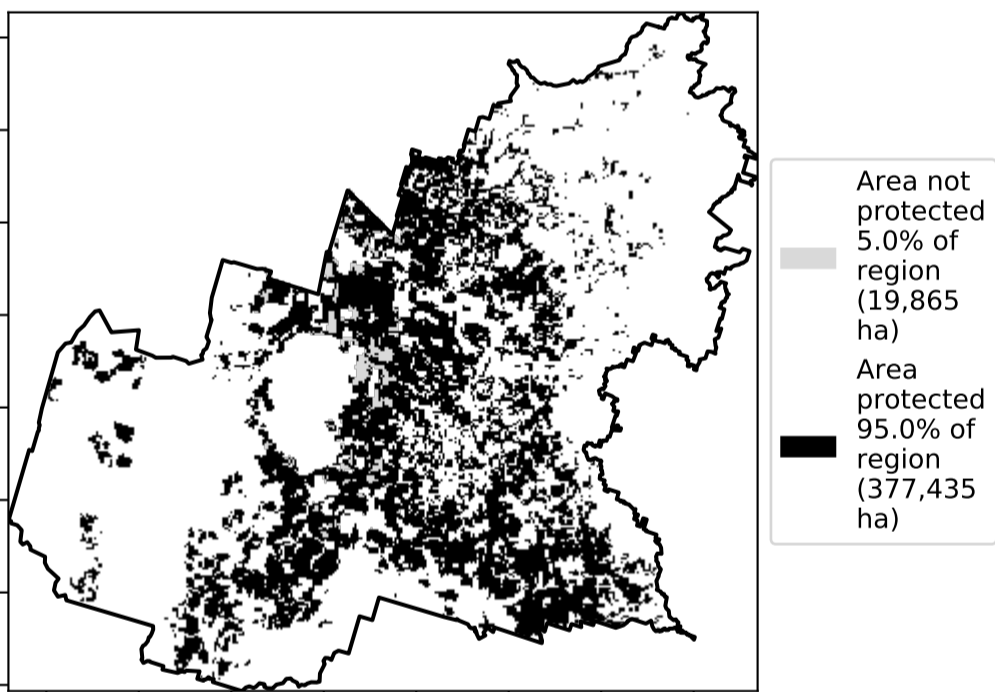 Area not
protected
5.0% of
region
(19,865
ha)
Area
protected
95.0% of
region
(377,435
ha)